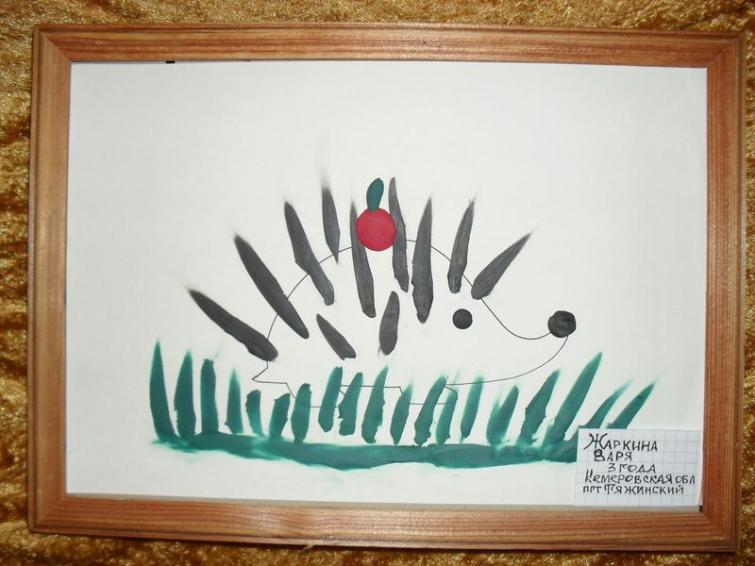 Жаркина
Варя
3 года
Кемеровская обл
пгт Тяжинский